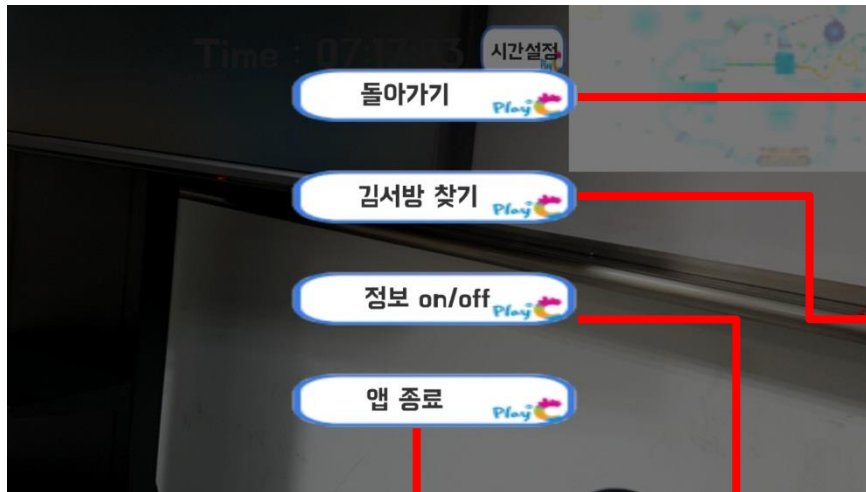 Time : 07:17:03
시간설정
돌아가기 Play
김서방 찾기 Play
정보 on/off Play
앱 종료 Play